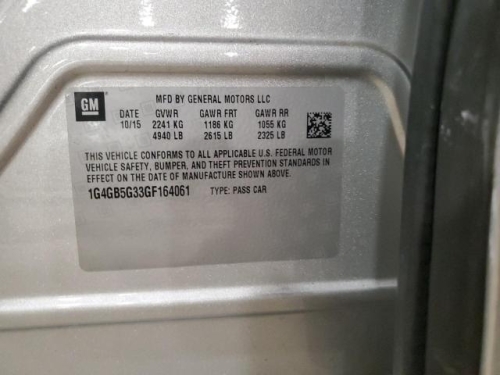 GM
MFD BY GENERAL MOTORS LLC
DATE GVWR GAWR FRT GAWR RR
10/15 2241 KG 1186 KG 1055 KG
4940 LB 2615 LB 2325 LB
THIS VEHICLE CONFORMS TO ALL APPLICABLE U.S. FEDERAL MOTOR
VEHICLE SAFETY, BUMPER, AND THEFT PREVENTION STANDARDS IN
EFFECT ON THE DATE OF MANUFACTURE SHOWN ABOVE.
1G4GB5G33GF164061 TYPE: PASS CAR